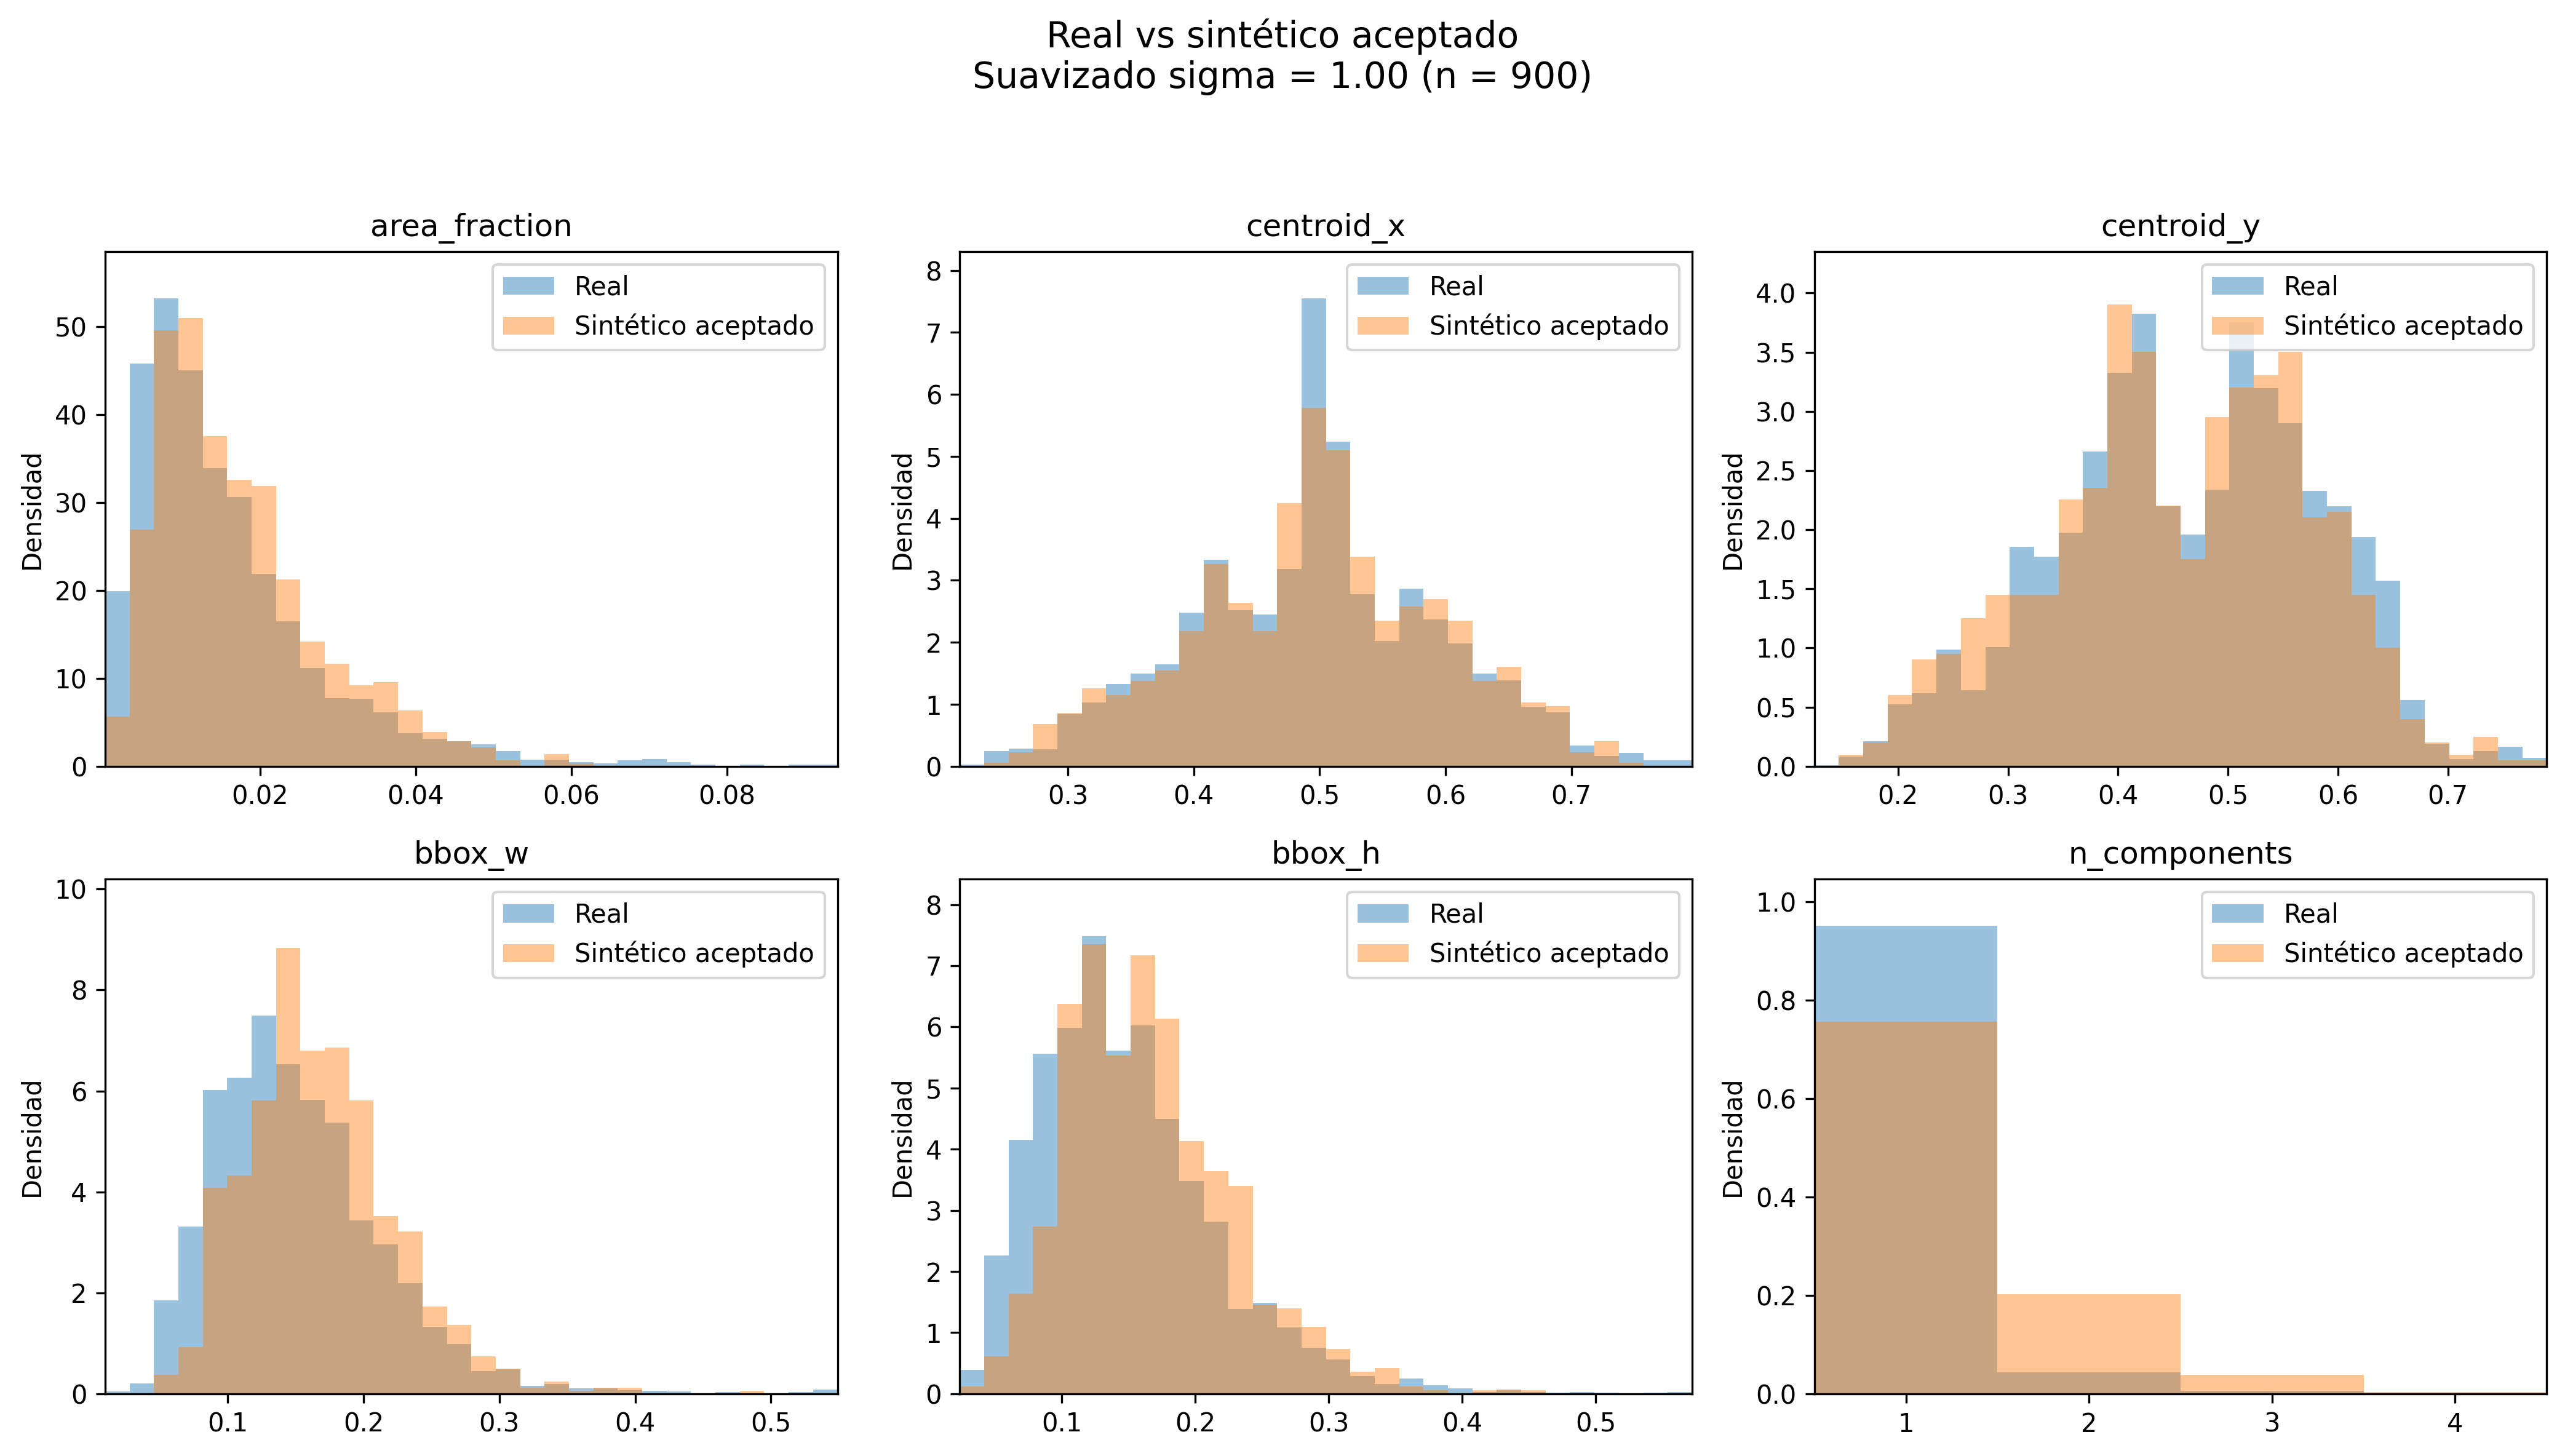 Real vs sintético aceptado
Suavizado sigma = 1.00 (n = 900)
area_fraction
Densidad
50
40
30
20
10
0
0.02 0.04 0.06 0.08
Real
Sintético aceptado
centroid_x
Densidad
8
7
6
5
4
3
2
1
0
0.3 0.4 0.5 0.6 0.7
Real
Sintético aceptado
centroid_y
Densidad
4.0
3.5
3.0
2.5
2.0
1.5
1.0
0.5
0.0
0.2 0.3 0.4 0.5 0.6 0.7
Real
Sintético aceptado
bbox_w
Densidad
10
8
6
4
2
0
0.1 0.2 0.3 0.4 0.5
Real
Sintético aceptado
bbox_h
Densidad
8
7
6
5
4
3
2
1
0
0.1 0.2 0.3 0.4 0.5
Real
Sintético aceptado
n_components
Densidad
1.0
0.8
0.6
0.4
0.2
0.0
1 2 3 4
Real
Sintético aceptado